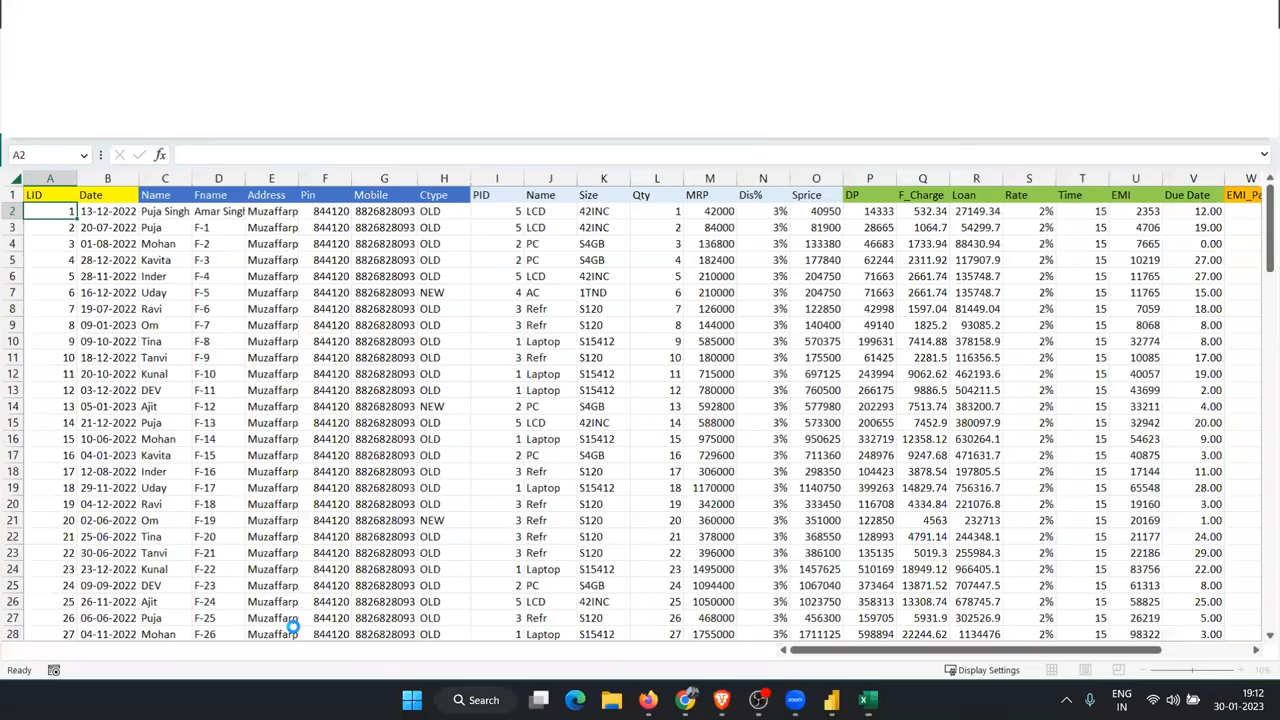 A2 fx
A B C D E F G H I J K L M N O P Q R S T U V W
1 LID Date Name Fname Address Pin Mobile Ctype PID Name Size Qty MRP Dis% Sprice DP F_Charge Loan Rate Time EMI Due Date EMI_Pa
2 1 13-12-2022 Puja Singh Amar Singh Muzaffarp 844120 8826828093 OLD 5 LCD 42INC 1 42000 3% 40950 14333 532.34 27149.34 2% 15 2353 12.00
3 2 20-07-2022 Puja F-1 Muzaffarp 844120 8826828093 OLD 5 LCD 42INC 2 84000 3% 81900 28665 1064.7 54299.7 2% 15 4706 19.00
4 3 01-08-2022 Mohan F-2 Muzaffarp 844120 8826828093 OLD 2 PC S4GB 3 136800 3% 133380 46683 1733.94 88430.94 2% 15 7665 0.00
5 4 28-12-2022 Kavita F-3 Muzaffarp 844120 8826828093 OLD 2 PC S4GB 4 182400 3% 177840 62244 2311.92 117907.9 2% 15 10219 27.00
6 5 28-11-2022 Inder F-4 Muzaffarp 844120 8826828093 OLD 5 LCD 42INC 5 210000 3% 204750 71663 2661.74 135748.7 2% 15 11765 27.00
7 6 16-12-2022 Uday F-5 Muzaffarp 844120 8826828093 NEW 4 AC 1TND 6 210000 3% 204750 71663 2661.74 135748.7 2% 15 11765 15.00
8 7 19-07-2022 Ravi F-6 Muzaffarp 844120 8826828093 OLD 3 Refr S120 7 126000 3% 122850 42998 1597.04 81449.04 2% 15 7059 18.00
9 8 09-01-2023 Om F-7 Muzaffarp 844120 8826828093 OLD 3 Refr S120 8 144000 3% 140400 49140 1825.2 93085.2 2% 15 8068 8.00
10 9 09-10-2022 Tina F-8 Muzaffarp 844120 8826828093 OLD 1 Laptop S15412 9 585000 3% 570375 199631 7414.88 378158.9 2% 15 32774 8.00
11 10 18-12-2022 Tanvi F-9 Muzaffarp 844120 8826828093 OLD 3 Refr S120 10 180000 3% 175500 61425 2281.5 116356.5 2% 15 10085 17.00
12 11 20-10-2022 Kunal F-10 Muzaffarp 844120 8826828093 OLD 1 Laptop S15412 11 715000 3% 697125 243994 9062.62 462193.6 2% 15 40057 19.00
13 12 03-12-2022 DEV F-11 Muzaffarp 844120 8826828093 OLD 1 Laptop S15412 12 780000 3% 760500 266175 9886.5 504211.5 2% 15 43699 2.00
14 13 05-01-2023 Ajit F-12 Muzaffarp 844120 8826828093 NEW 2 PC S4GB 13 592800 3% 577980 202293 7513.74 383200.7 2% 15 33211 4.00
15 14 21-12-2022 Puja F-13 Muzaffarp 844120 8826828093 OLD 5 LCD 42INC 14 588000 3% 573300 200655 7452.9 380097.9 2% 15 32942 20.00
16 15 10-06-2022 Mohan F-14 Muzaffarp 844120 8826828093 OLD 1 Laptop S15412 15 975000 3% 950625 332719 12358.12 630264.1 2% 15 54623 9.00
17 16 04-01-2023 Kavita F-15 Muzaffarp 844120 8826828093 OLD 2 PC S4GB 16 729600 3% 711360 248976 9247.68 471631.7 2% 15 40875 3.00
18 17 12-08-2022 Inder F-16 Muzaffarp 844120 8826828093 OLD 3 Refr S120 17 306000 3% 298350 104423 3878.54 197805.5 2% 15 17144 11.00
19 18 29-11-2022 Uday F-17 Muzaffarp 844120 8826828093 OLD 1 Laptop S15412 18 1170000 3% 1140750 399263 14829.74 756316.7 2% 15 65548 28.00
20 19 04-12-2022 Ravi F-18 Muzaffarp 844120 8826828093 OLD 3 Refr S120 19 342000 3% 333450 116708 4334.84 221076.8 2% 15 19160 3.00
21 20 02-06-2022 Om F-19 Muzaffarp 844120 8826828093 NEW 3 Refr S120 20 360000 3% 351000 122850 4563 232713 2% 15 20169 1.00
22 21 25-06-2022 Tina F-20 Muzaffarp 844120 8826828093 OLD 3 Refr S120 21 378000 3% 368550 128993 4791.14 244348.1 2% 15 21177 24.00
23 22 30-06-2022 Tanvi F-21 Muzaffarp 844120 8826828093 OLD 3 Refr S120 22 396000 3% 386100 135135 5019.3 255984.3 2% 15 22186 29.00
24 23 23-12-2022 Kunal F-22 Muzaffarp 844120 8826828093 OLD 1 Laptop S15412 23 1495000 3% 1457625 510169 18949.12 966405.1 2% 15 83756 22.00
25 24 09-09-2022 DEV F-23 Muzaffarp 844120 8826828093 OLD 2 PC S4GB 24 1094400 3% 1067040 373464 13871.52 707447.5 2% 15 61313 8.00
26 25 26-11-2022 Ajit F-24 Muzaffarp 844120 8826828093 OLD 5 LCD 42INC 25 1050000 3% 1023750 358313 13308.74 678745.7 2% 15 58825 25.00
27 26 06-06-2022 Puja F-25 Muzaffarp 844120 8826828093 OLD 3 Refr S120 26 468000 3% 456300 159705 5931.9 302526.9 2% 15 26219 5.00
28 27 04-11-2022 Mohan F-26 Muzaffarp 844120 8826828093 OLD 1 Laptop S15412 27 1755000 3% 1711125 598894 22244.62 1134476 2% 15 98322 3.00
Ready Display Settings 10%
Search zoom ENG 19:12
IN 30-01-2023